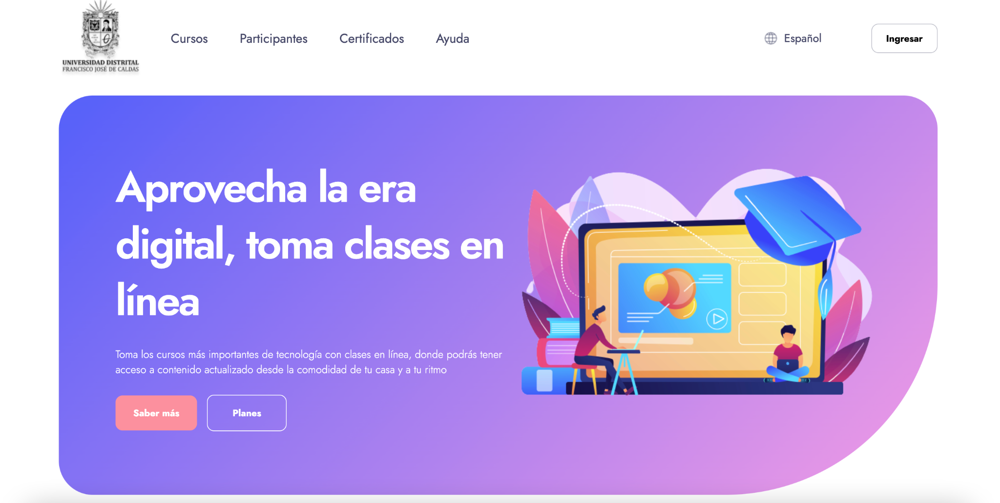 UNIVERSIDAD DISTRITAL
FRANCISCO JOSÉ DE CALDAS
Cursos
Participantes
Certificados
Ayuda
Español
Ingresar
Aprovecha la era
digital, toma clases en
línea
Toma los cursos más importantes de tecnología con clases en línea, donde podrás tener
acceso a contenido actualizado desde la comodidad de tu casa y a tu ritmo
Saber más
Planes